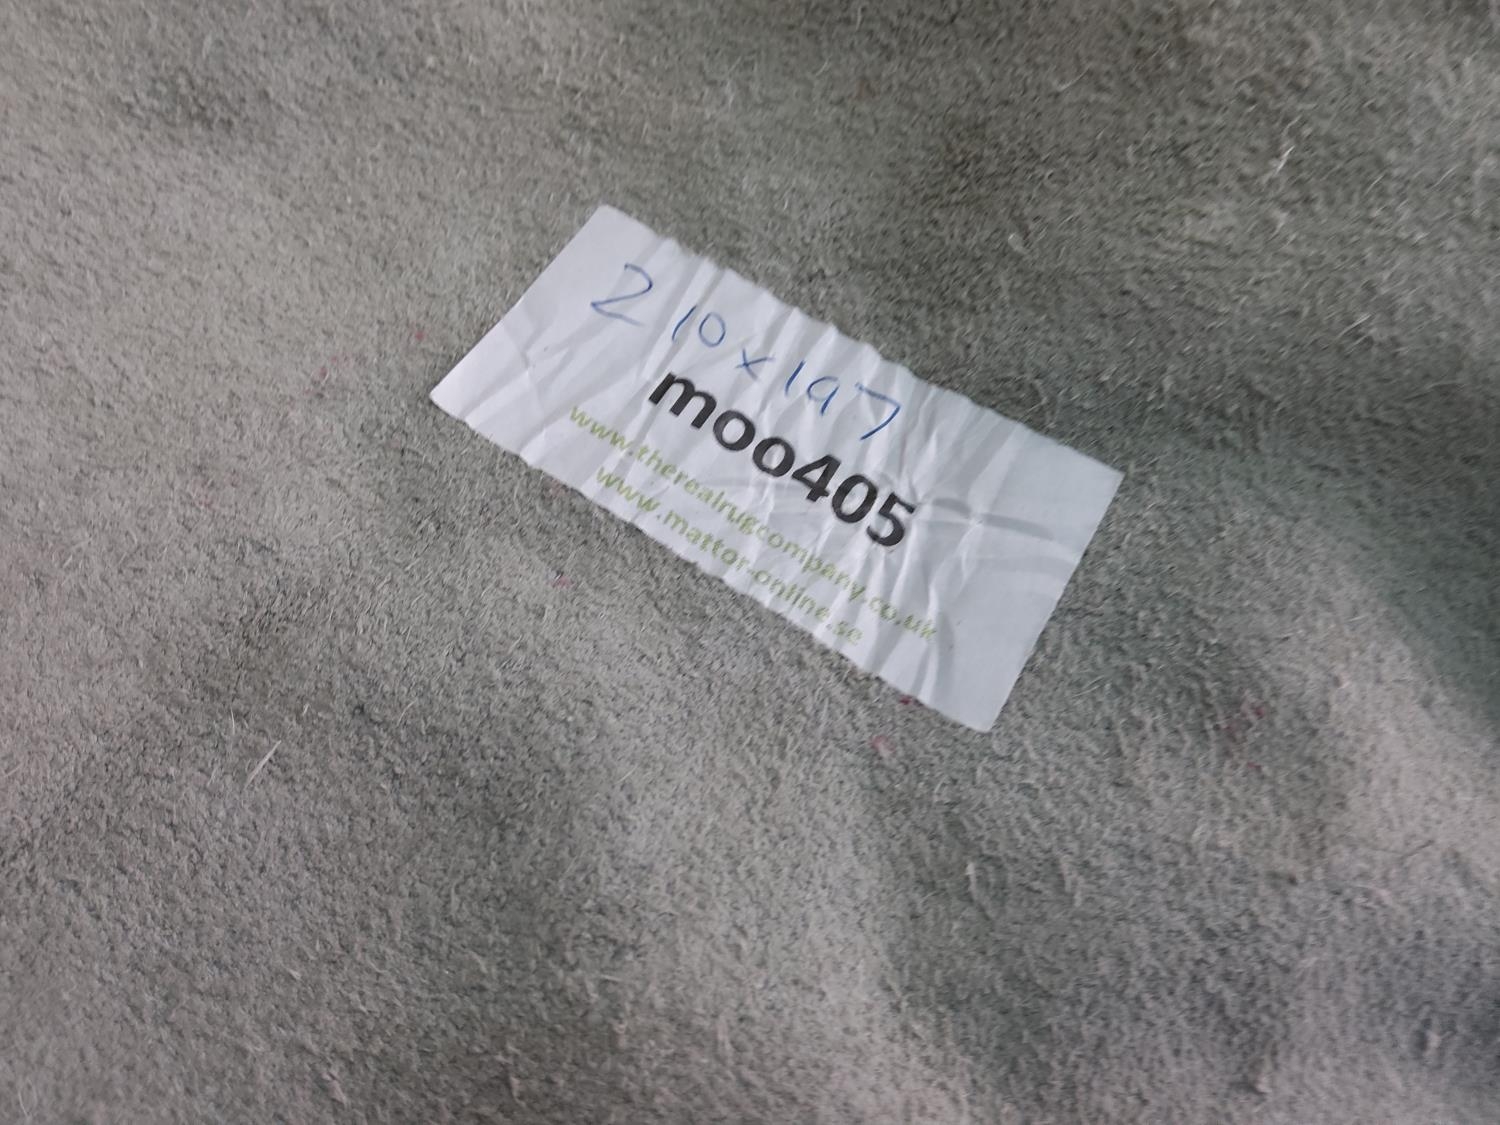 210x197
moo405
www.therealrugcompany.co.uk
www.mattor-online.se